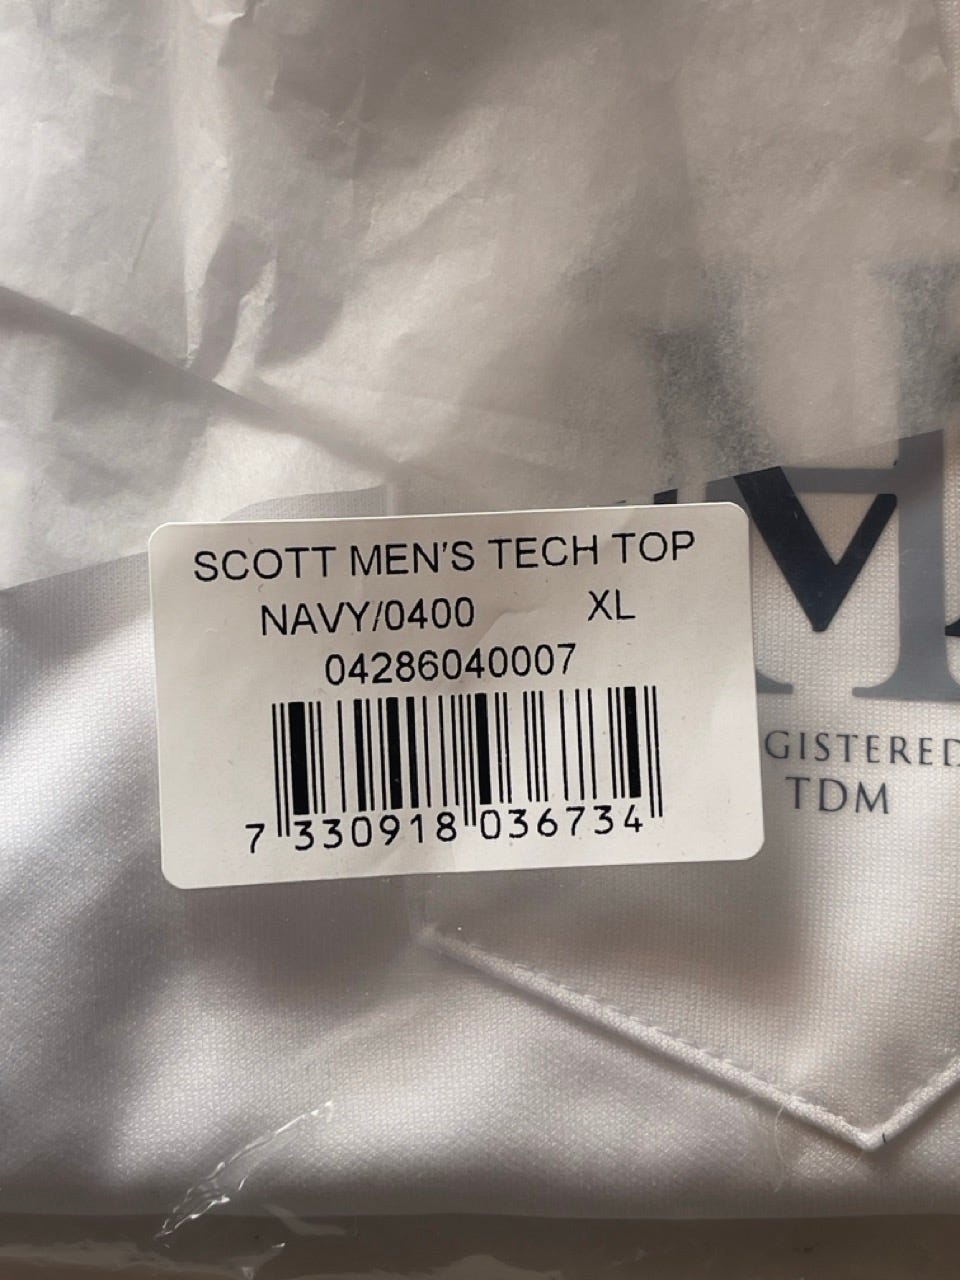 SCOTT MEN'S TECH TOP
NAVY/0400 XL
04286040007
7 330918 036734
GISTERED
TDM